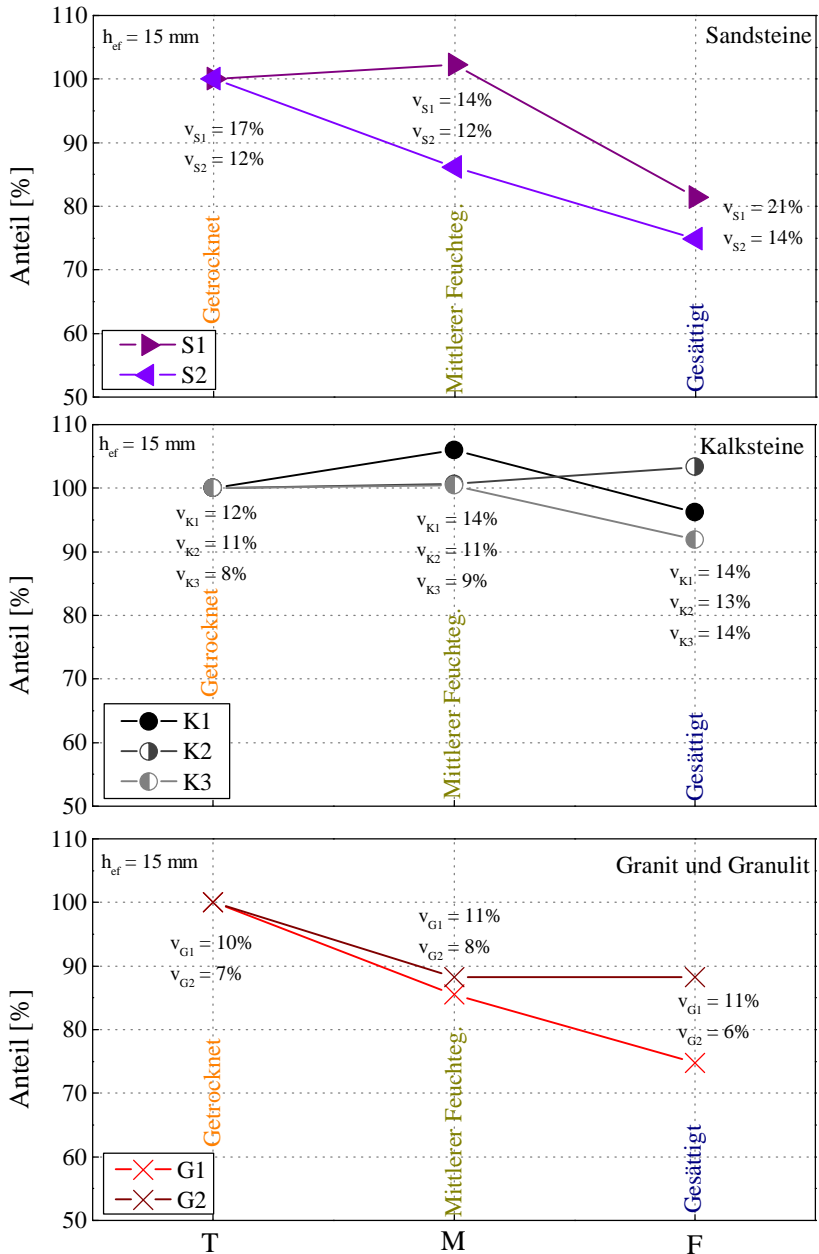 110
h_ef = 15 mm
Sandsteine
100
v_S1 = 14%
v_S1 = 17%
v_S2 = 12%
90
v_S2 = 12%
80
v_S1 = 21%
v_S2 = 14%
70
60
50
Anteil [%]
Getrocknet
Mittlerer Feuchteg.
Gesättigt
S1
S2
110
h_ef = 15 mm
Kalksteine
100
v_K1 = 12%
v_K2 = 11%
v_K3 = 8%
v_K1 = 14%
v_K2 = 11%
v_K3 = 9%
v_K1 = 14%
v_K2 = 13%
v_K3 = 14%
90
80
70
60
50
Anteil [%]
Getrocknet
Mittlerer Feuchteg.
Gesättigt
K1
K2
K3
110
h_ef = 15 mm
Granit und Granulit
100
v_G1 = 10%
v_G2 = 7%
v_G1 = 11%
v_G2 = 8%
v_G1 = 11%
v_G2 = 6%
90
80
70
60
50
Anteil [%]
Getrocknet
Mittlerer Feuchteg.
Gesättigt
G1
G2
T
M
F